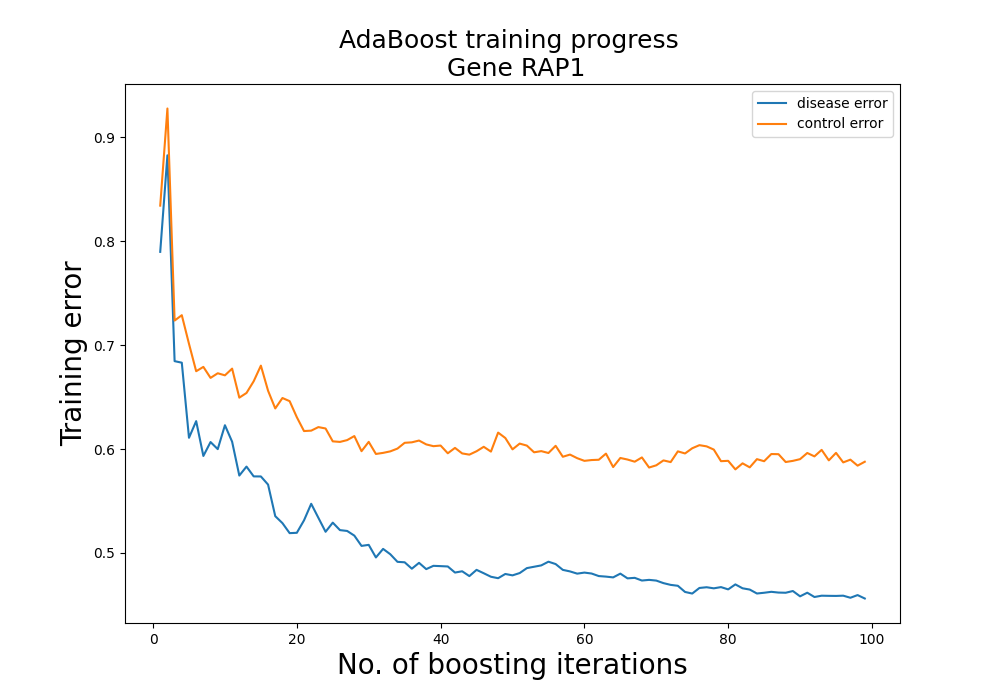 AdaBoost training progress
Gene RAP1
disease error
control error
0.9
0.8
0.7
0.6
0.5
Training error
0
20
40
60
80
100
No. of boosting iterations